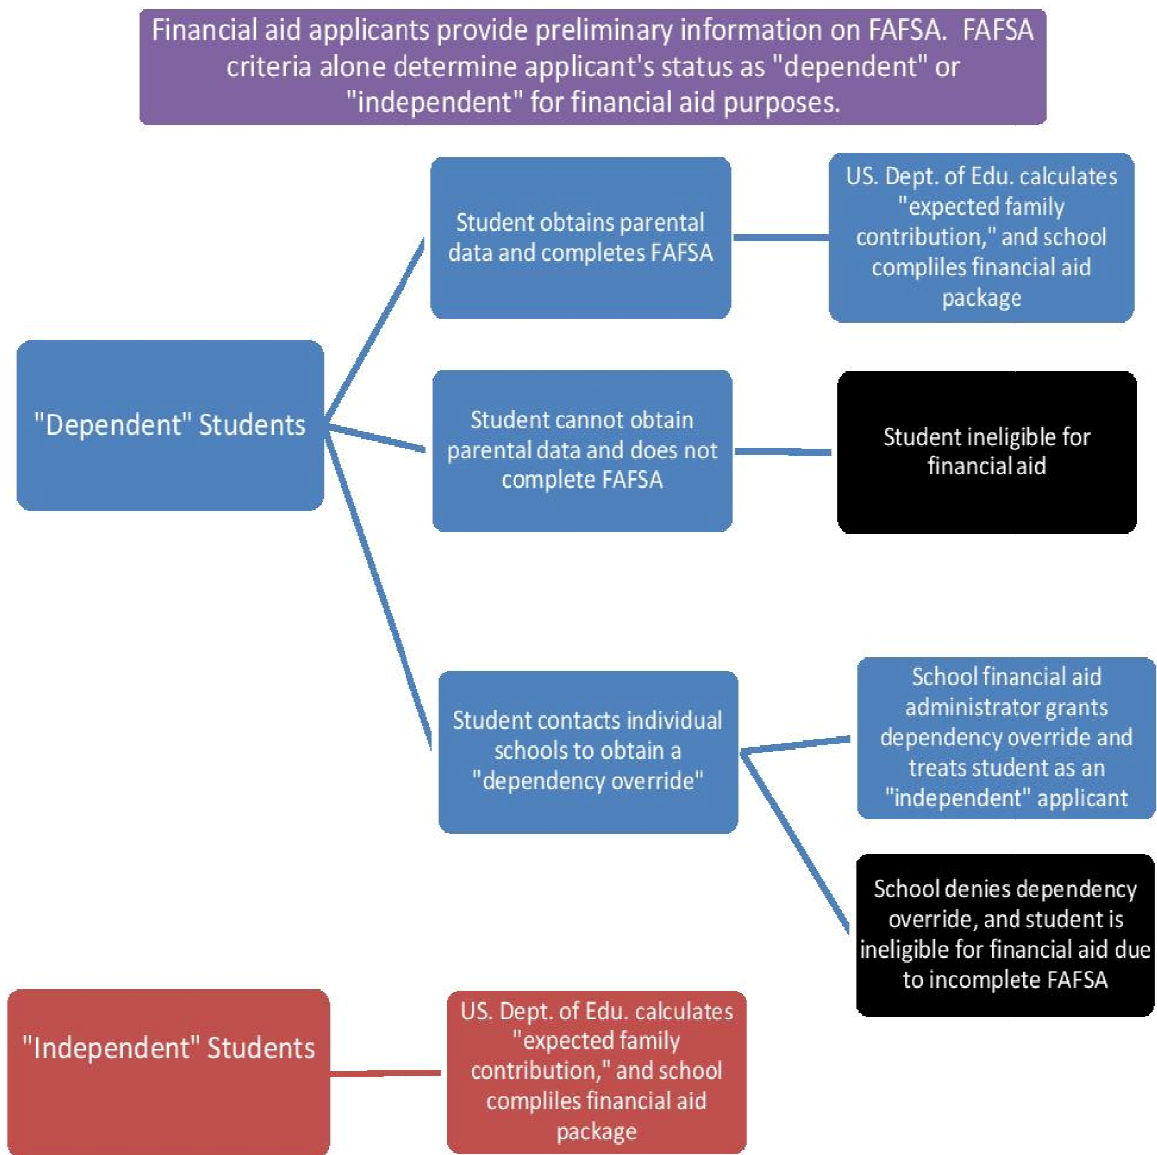 Financial aid applicants provide preliminary information on FAFSA.  FAFSA
criteria alone determine applicant's status as "dependent" or
"independent" for financial aid purposes.
"Dependent" Students
Student obtains parental
data and completes FAFSA
US. Dept. of Edu. calculates
"expected family
contribution," and school
compliles financial aid
package
Student cannot obtain
parental data and does not
complete FAFSA
Student ineligible for
financial aid
Student contacts individual
schools to obtain a
"dependency override"
School financial aid
administrator grants
dependency override and
treats student as an
"independent" applicant
School denies dependency
override, and student is
ineligible for financial aid due
to incomplete FAFSA
"Independent" Students
US. Dept. of Edu. calculates
"expected family
contribution," and school
compliles financial aid
package